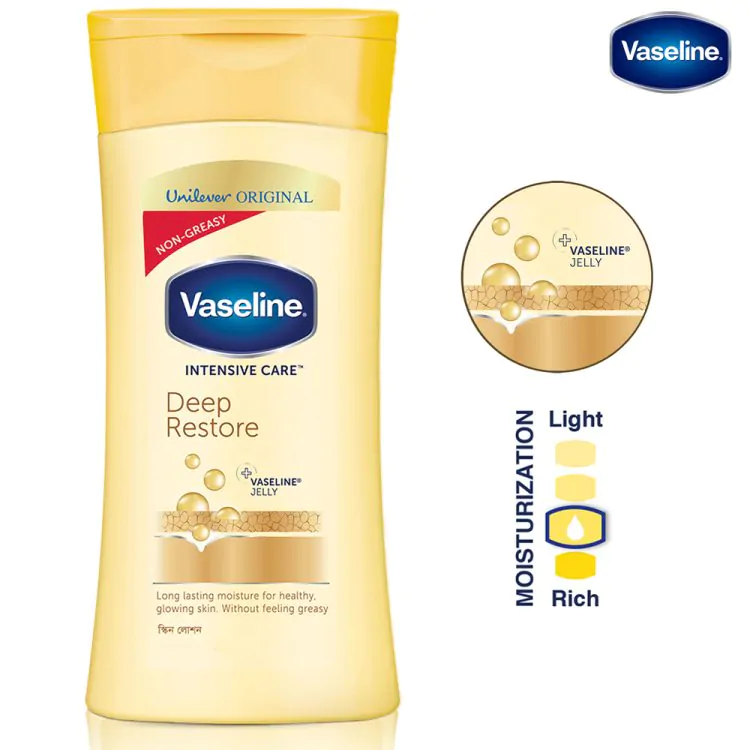 Vaseline.
Unilever ORIGINAL
NON-GREASY
Vaseline.
INTENSIVE CARE™
Deep
Restore
VASELINE®
JELLY
Long lasting moisture for healthy,
glowing skin. Without feeling greasy
স্কিন লোশন
VASELINE®
JELLY
MOISTURIZATION
Light
Rich